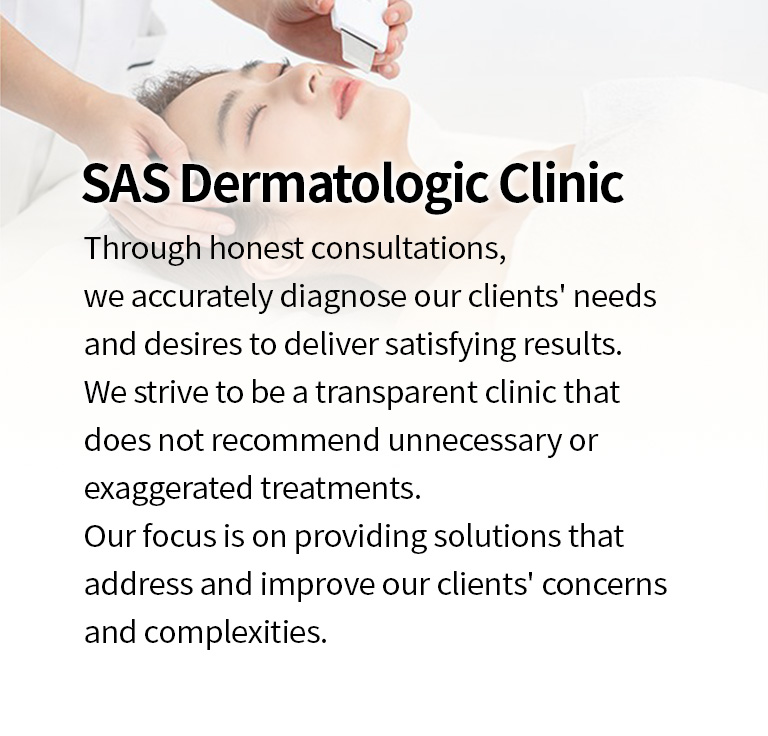 SAS Dermatologic Clinic
Through honest consultations,
we accurately diagnose our clients' needs
and desires to deliver satisfying results.
We strive to be a transparent clinic that
does not recommend unnecessary or
exaggerated treatments.
Our focus is on providing solutions that
address and improve our clients' concerns
and complexities.